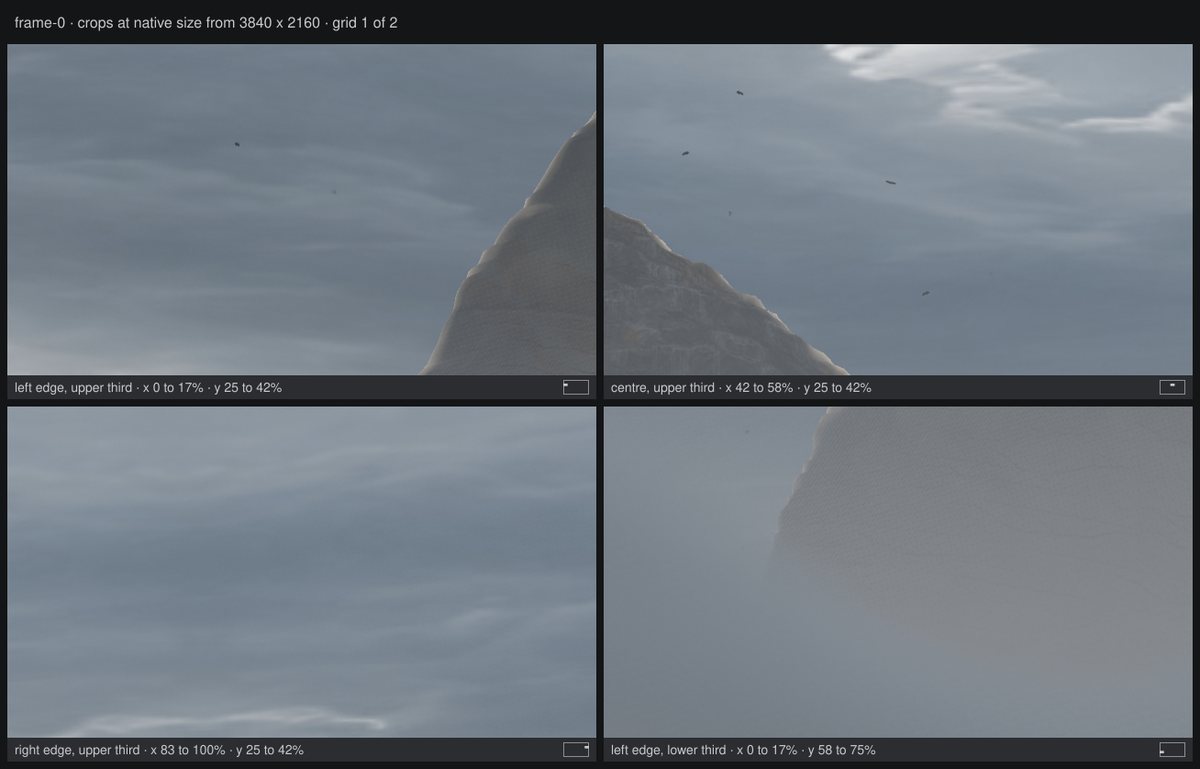 frame-0 · crops at native size from 3840 x 2160 · grid 1 of 2
left edge, upper third · x 0 to 17% · y 25 to 42%
centre, upper third · x 42 to 58% · y 25 to 42%
right edge, upper third · x 83 to 100% · y 25 to 42%
left edge, lower third · x 0 to 17% · y 58 to 75%